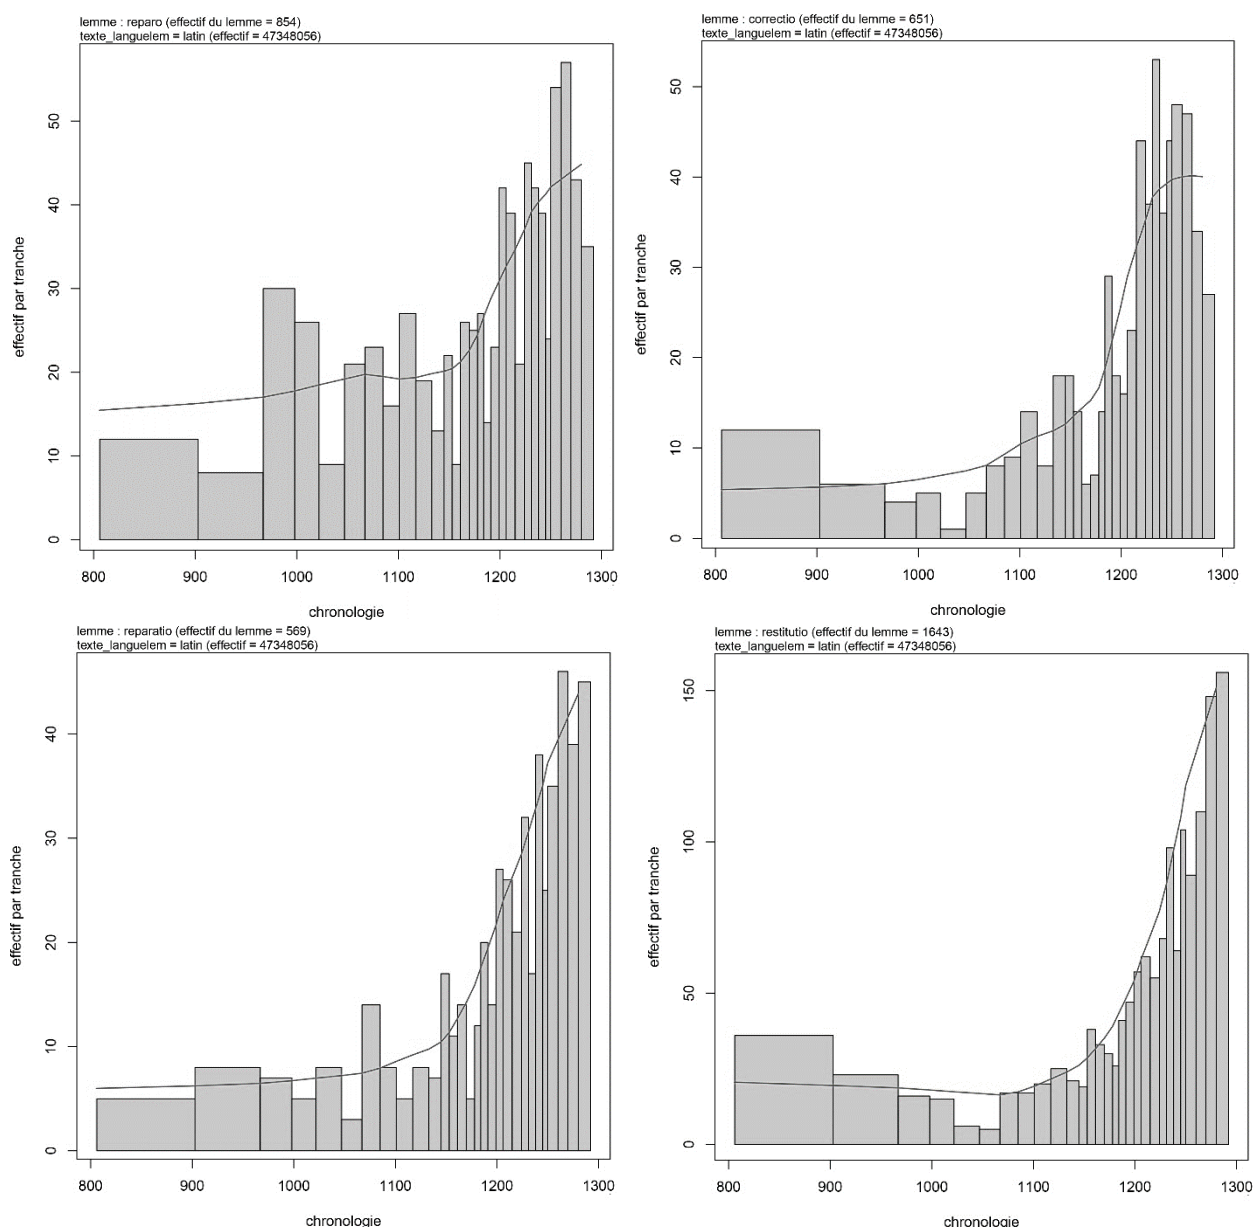 lemme : reparo (effectif du lemme = 854)
texte_languelem = latin (effectif = 47348056)
effectif par tranche
50
40
30
20
10
0
800 900 1000 1100 1200 1300
chronologie
lemme : correctio (effectif du lemme = 651)
texte_languelem = latin (effectif = 47348056)
effectif par tranche
50
40
30
20
10
0
800 900 1000 1100 1200 1300
chronologie
lemme : reparatio (effectif du lemme = 569)
texte_languelem = latin (effectif = 47348056)
effectif par tranche
40
30
20
10
0
800 900 1000 1100 1200 1300
chronologie
lemme : restitutio (effectif du lemme = 1643)
texte_languelem = latin (effectif = 47348056)
effectif par tranche
150
100
50
0
800 900 1000 1100 1200 1300
chronologie